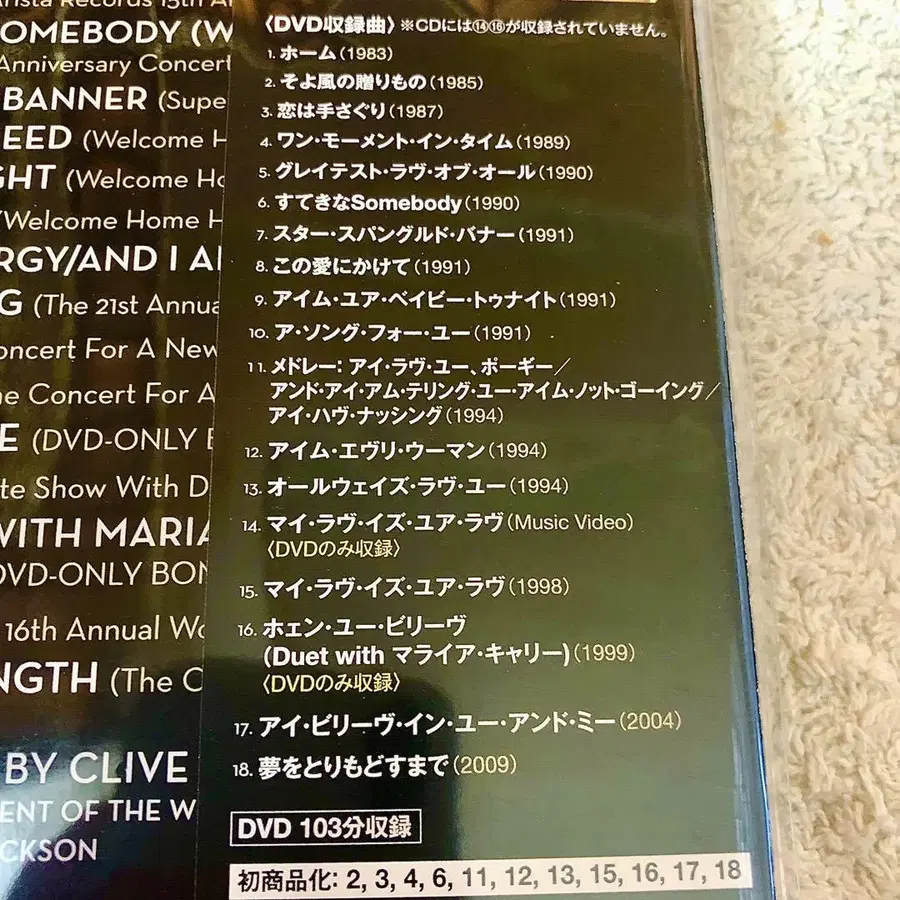 Arista Records 15th A
OMEBODY (W
Anniversary Concert
BANNER (Supe
EED (Welcome H
GHT (Welcome Ho
(Welcome Home H
RGY/AND I A
G (The 21st Annua
oncert For A New
e Concert For A
E (DVD-ONLY B
te Show With D
WITH MARIA
DVD-ONLY BON
16th Annual Wo
NGTH (The C
BY CLIVE
ENT OF THE W
CKSON
〈DVD収録曲〉 ※CDには⑭⑯が収録されていません。
1. ホーム(1983)
2. そよ風の贈りもの(1985)
3. 恋は手さぐり(1987)
4. ワン・モーメント・イン・タイム(1989)
5. グレイテスト・ラヴ・オブ・オール(1990)
6. すてきなSomebody(1990)
7. スター・スパングルド・バナー(1991)
8. この愛にかけて(1991)
9. アイム・ユア・ベイビー・トゥナイト(1991)
10. ア・ソング・フォー・ユー(1991)
11. メドレー: アイ・ラヴ・ユー、ポーギー／
アンド・アイ・アム・テリング・ユー・アイム・ノット・ゴーイング／
アイ・ハヴ・ナッシング(1994)
12. アイム・エヴリ・ウーマン(1994)
13. オールウェイズ・ラヴ・ユー(1994)
14. マイ・ラヴ・イズ・ユア・ラヴ(Music Video)
〈DVDのみ収録〉
15. マイ・ラヴ・イズ・ユア・ラヴ(1998)
16. ホェン・ユー・ビリーヴ
(Duet with マライア・キャリー)(1999)
〈DVDのみ収録〉
17. アイ・ビリーヴ・イン・ユー・アンド・ミー(2004)
18. 夢をとりもどすまで(2009)
DVD 103分収録
初商品化: 2, 3, 4, 6, 11, 12, 13, 15, 16, 17, 18